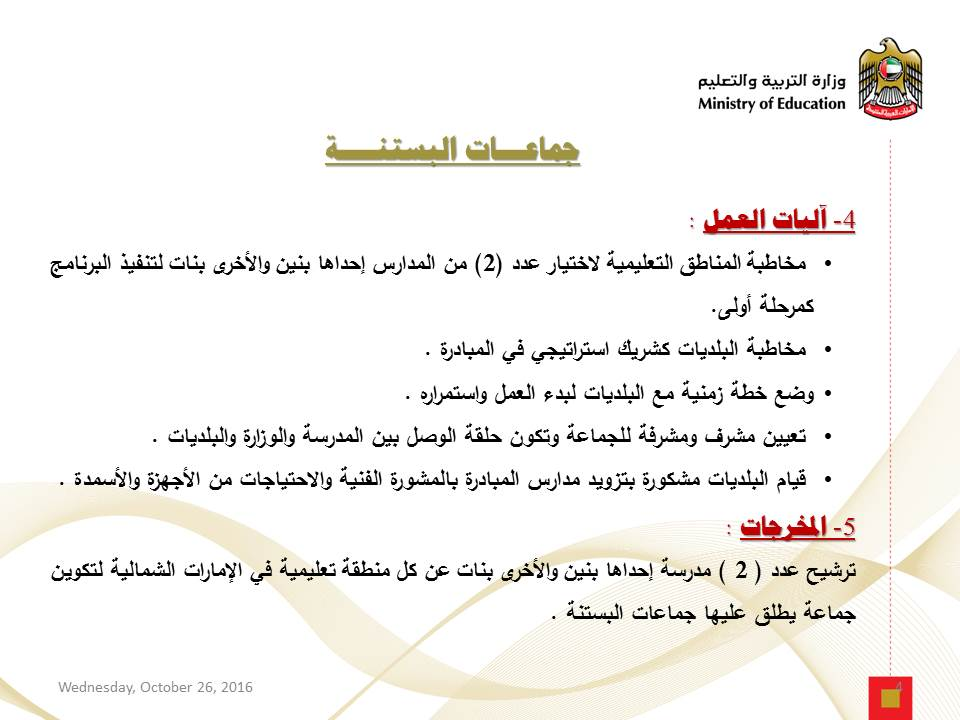 وزارة التربية والتعليم
Ministry of Education
جماعـــات البستنـــــة
4- آليات العمل :
• مخاطبة المناطق التعليمية لاختيار عدد (2) من المدارس إحداها بنين والأخرى بنات لتنفيذ البرنامج
كمرحلة أولى.
• مخاطبة البلديات كشريك استراتيجي في المبادرة .
• وضع خطة زمنية مع البلديات لبدء العمل واستمراره .
• تعيين مشرف ومشرفة للجماعة وتكون حلقة الوصل بين المدرسة والوزارة والبلديات .
• قيام البلديات مشكورة بتزويد مدارس المبادرة بالمشورة الفنية والاحتياجات من الأجهزة والأسمدة .
5- المخرجات :
ترشيح عدد ( 2 ) مدرسة إحداها بنين والأخرى بنات عن كل منطقة تعليمية في الإمارات الشمالية لتكوين
جماعة يطلق عليها جماعات البستنة .
Wednesday, October 26, 2016
4